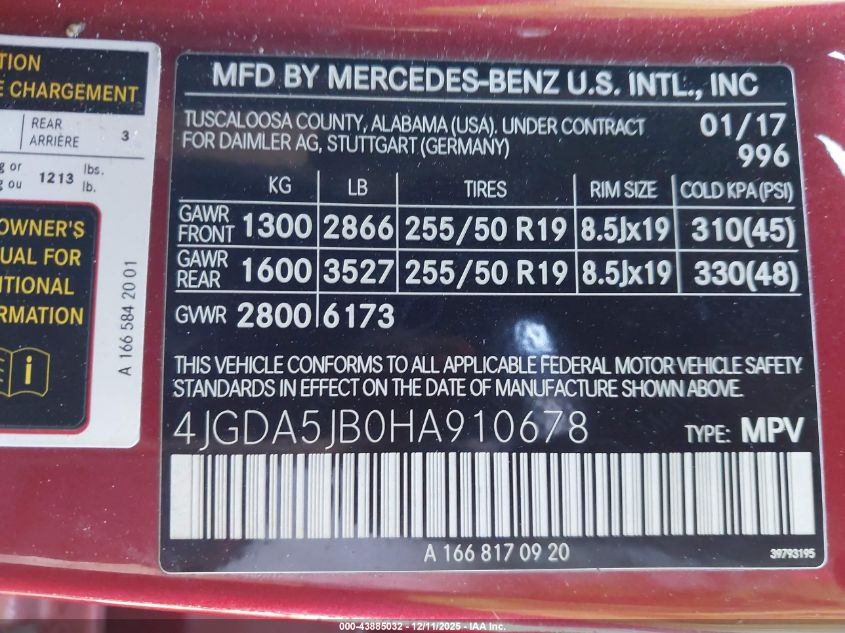 TION
E CHARGEMENT
REAR
ARRIÈRE 3
g or
g ou 1213 lbs.
lb.
OWNER'S
UAL FOR
ITIONAL
RMATION
i
A 166 584 20 01
MFD BY MERCEDES-BENZ U.S. INTL., INC
TUSCALOOSA COUNTY, ALABAMA (USA). UNDER CONTRACT
FOR DAIMLER AG, STUTTGART (GERMANY)
01/17
996
KG LB TIRES RIM SIZE COLD KPA (PSI)
GAWR FRONT 1300 2866 255/50 R19 8.5Jx19 310(45)
GAWR REAR 1600 3527 255/50 R19 8.5Jx19 330(48)
GVWR 2800 6173
THIS VEHICLE CONFORMS TO ALL APPLICABLE FEDERAL MOTOR VEHICLE SAFETY
STANDARDS IN EFFECT ON THE DATE OF MANUFACTURE SHOWN ABOVE.
4JGDA5JB0HA910678 TYPE: MPV
A 166 817 09 20 39793195
000-43885032 - 12/11/2025 - IAAI, INC.